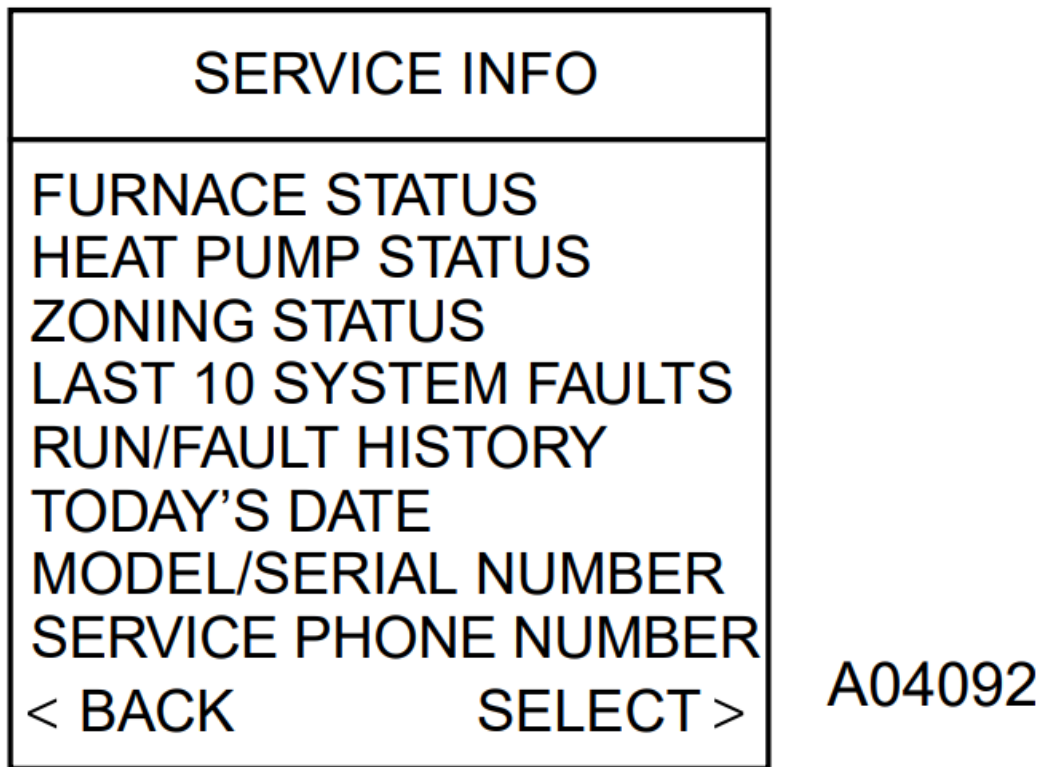 SERVICE INFO
FURNACE STATUS
HEAT PUMP STATUS
ZONING STATUS
LAST 10 SYSTEM FAULTS
RUN/FAULT HISTORY
TODAY’S DATE
MODEL/SERIAL NUMBER
SERVICE PHONE NUMBER
< BACK SELECT >
A04092